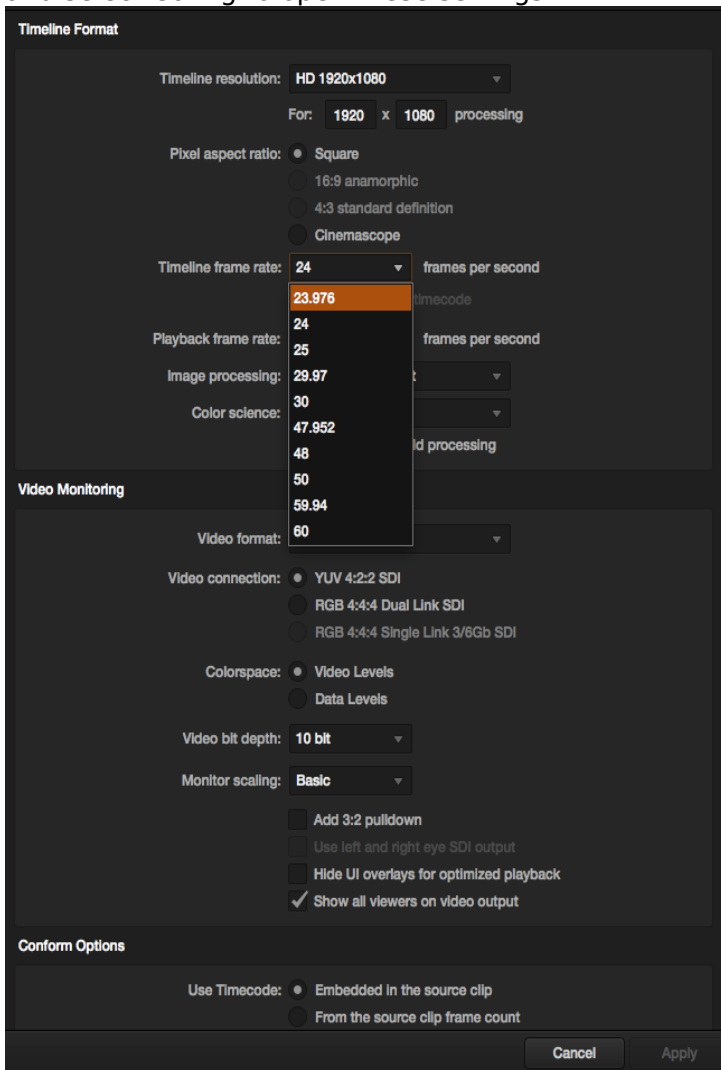 Timeline Format
Timeline resolution: HD 1920x1080
For: 1920 x 1080 processing
Pixel aspect ratio: Square
16:9 anamorphic
4:3 standard definition
Cinemascope
Timeline frame rate: 24 frames per second
23.976 timecode
24
Playback frame rate: frames per second
25
Image processing: 29.97
30
Color science:
47.952
48 processing
50
Video Monitoring
59.94
Video format: 60
Video connection: YUV 4:2:2 SDI
RGB 4:4:4 Dual Link SDI
RGB 4:4:4 Single Link 3/6Gb SDI
Colorspace: Video Levels
Data Levels
Video bit depth: 10 bit
Monitor scaling: Basic
Add 3:2 pulldown
Use left and right eye SDI output
Hide UI overlays for optimized playback
Show all viewers on video output
Conform Options
Use Timecode: Embedded in the source clip
From the source clip frame count
Cancel Apply